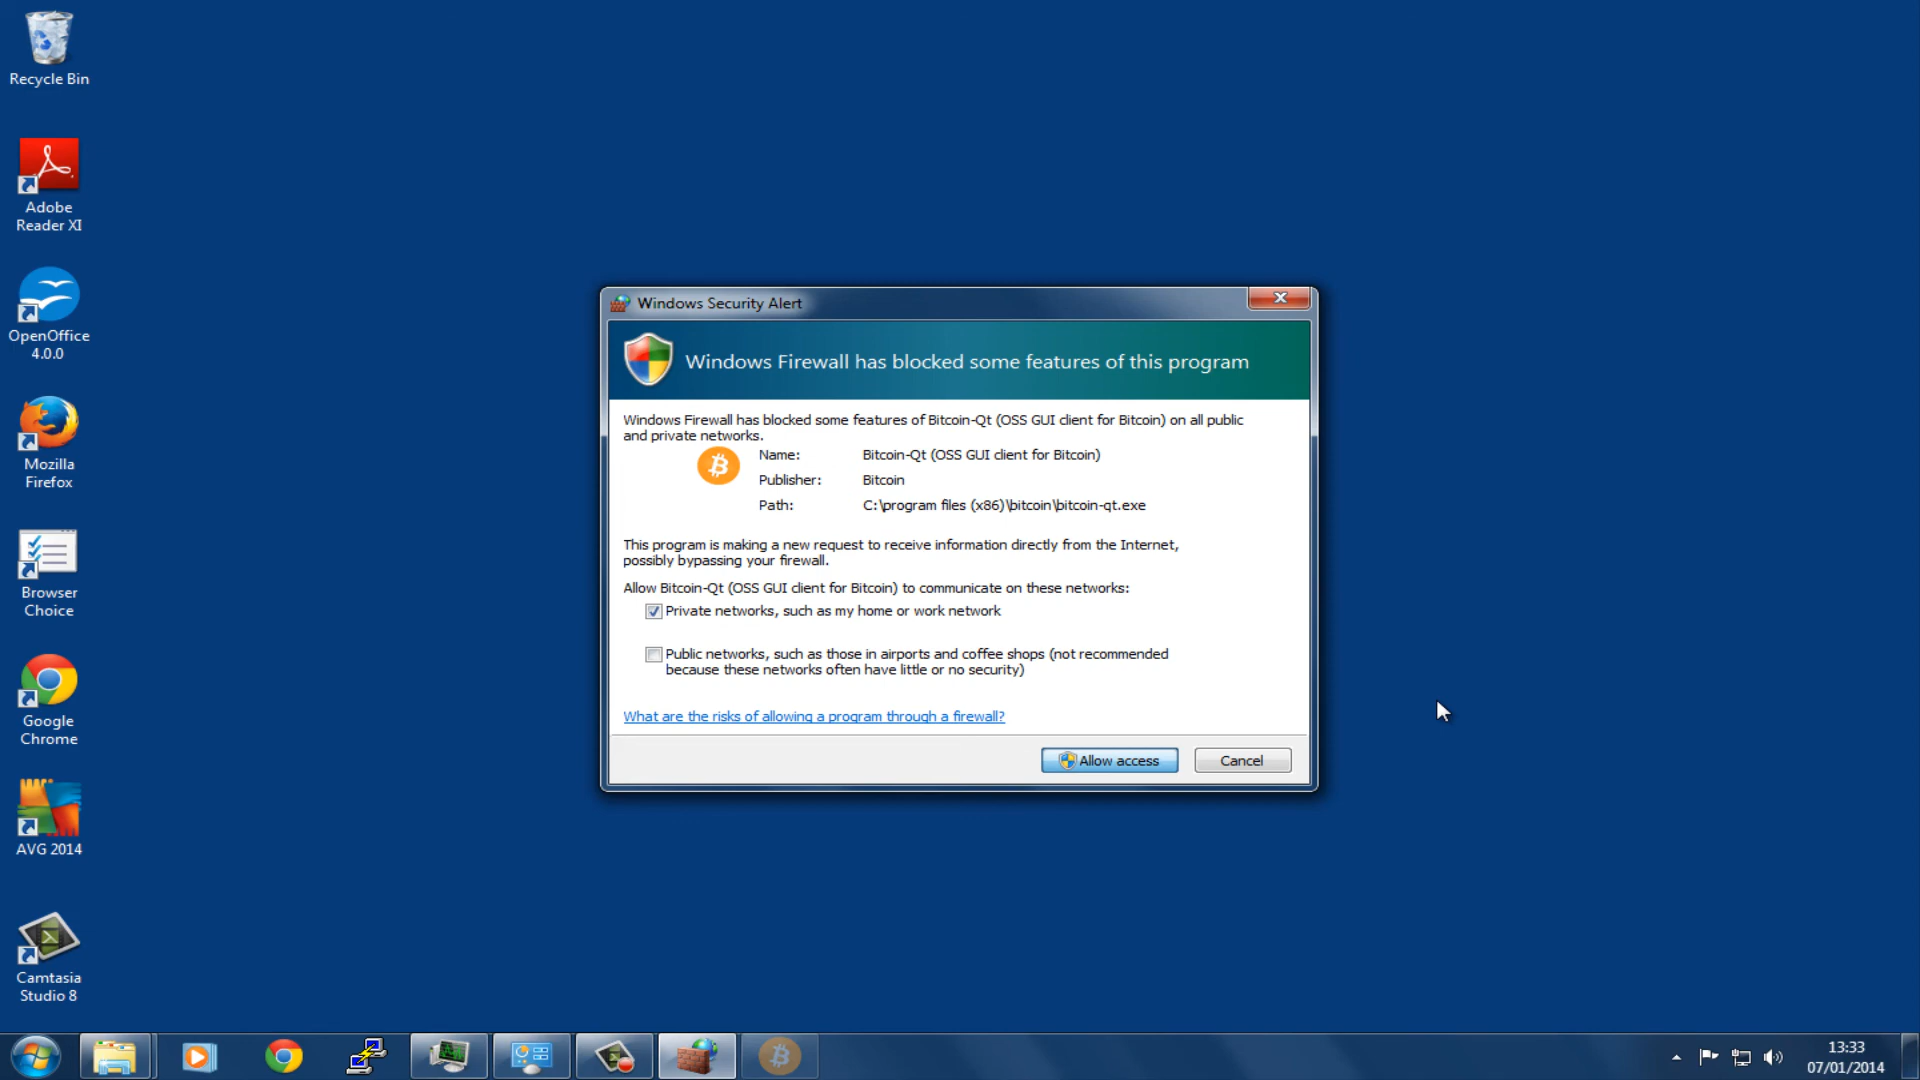 Recycle Bin
Adobe
Reader XI
OpenOffice
4.0.0
Mozilla
Firefox
Browser
Choice
Google
Chrome
AVG 2014
Camtasia
Studio 8
Windows Security Alert
Windows Firewall has blocked some features of this program
Windows Firewall has blocked some features of Bitcoin-Qt (OSS GUI client for Bitcoin) on all public
and private networks.
Name: Bitcoin-Qt (OSS GUI client for Bitcoin)
Publisher: Bitcoin
Path: C:\program files (x86)\bitcoin\bitcoin-qt.exe
This program is making a new request to receive information directly from the Internet,
possibly bypassing your firewall.
Allow Bitcoin-Qt (OSS GUI client for Bitcoin) to communicate on these networks:
Private networks, such as my home or work network
Public networks, such as those in airports and coffee shops (not recommended
because these networks often have little or no security)
What are the risks of allowing a program through a firewall?
Allow access
Cancel
13:33
07/01/2014